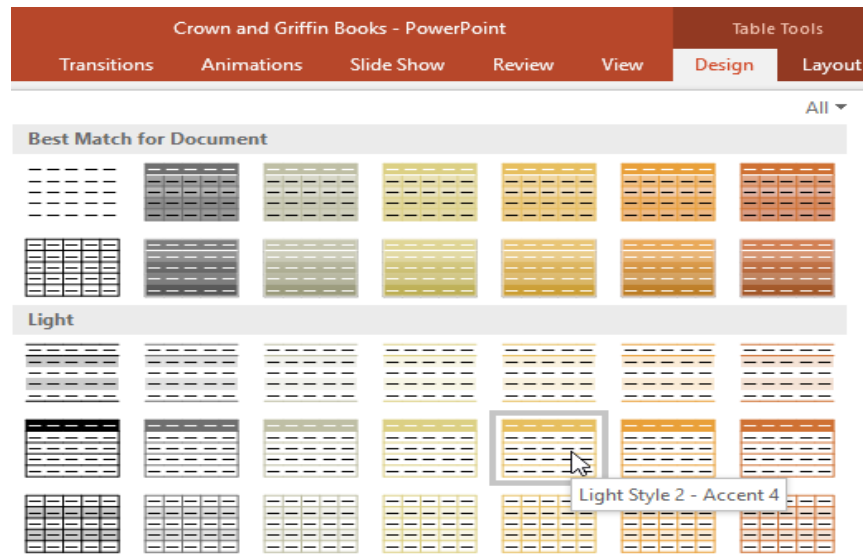 Crown and Griffin Books - PowerPoint Table Tools
Transitions Animations Slide Show Review View Design Layout
All
Best Match for Document
Light
Light Style 2 - Accent 4